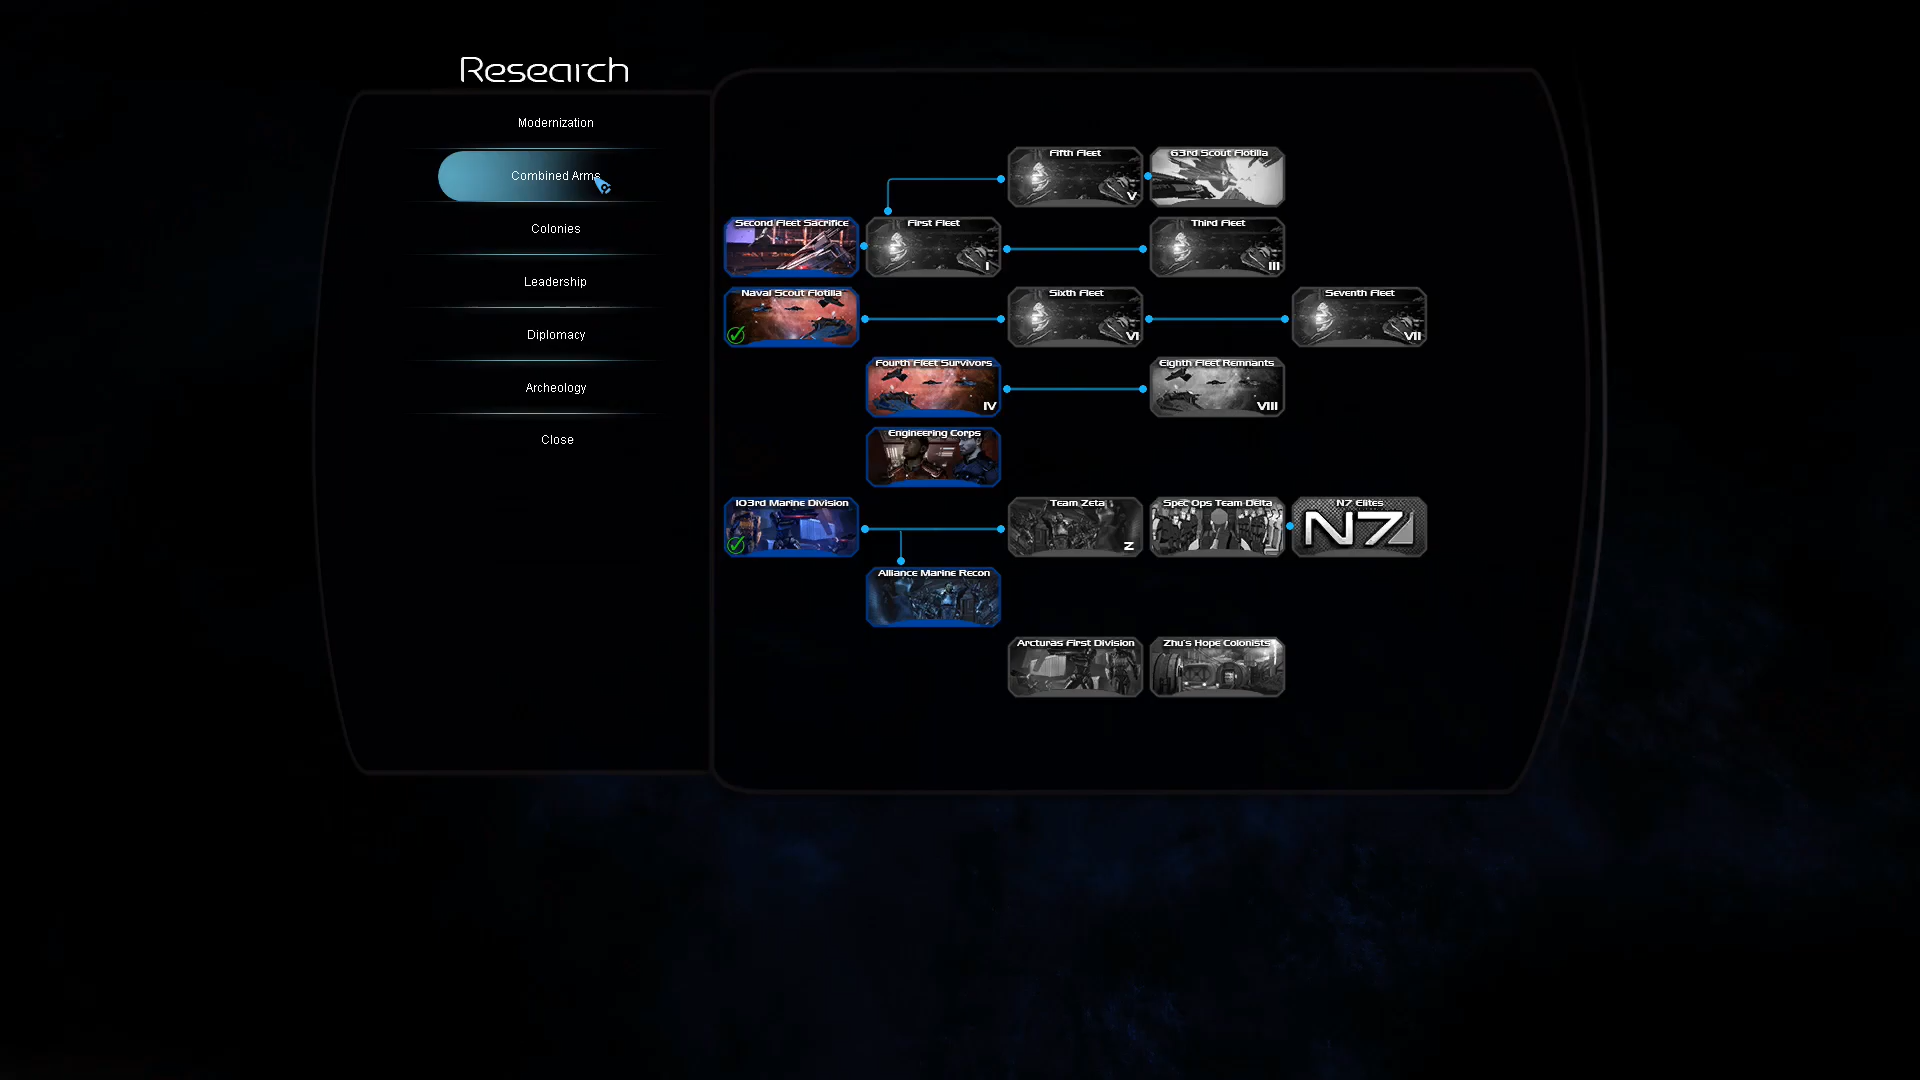 Research
Modernization
Combined Arms
Colonies
Leadership
Diplomacy
Archeology
Close
Fifth Fleet
V
63rd Scout Flotilla
Second Fleet Sacrifice
First Fleet
I
Third Fleet
III
Naval Scout Flotilla
Sixth Fleet
VI
Seventh Fleet
VII
Fourth Fleet Survivors
IV
Eighth Fleet Remnants
VIII
Engineering Corps
103rd Marine Division
Team Zeta
Z
Spec Ops Team Delta
N7 Elites
N7
Alliance Marine Recon
Arcturas First Division
Zhu's Hope Colonists